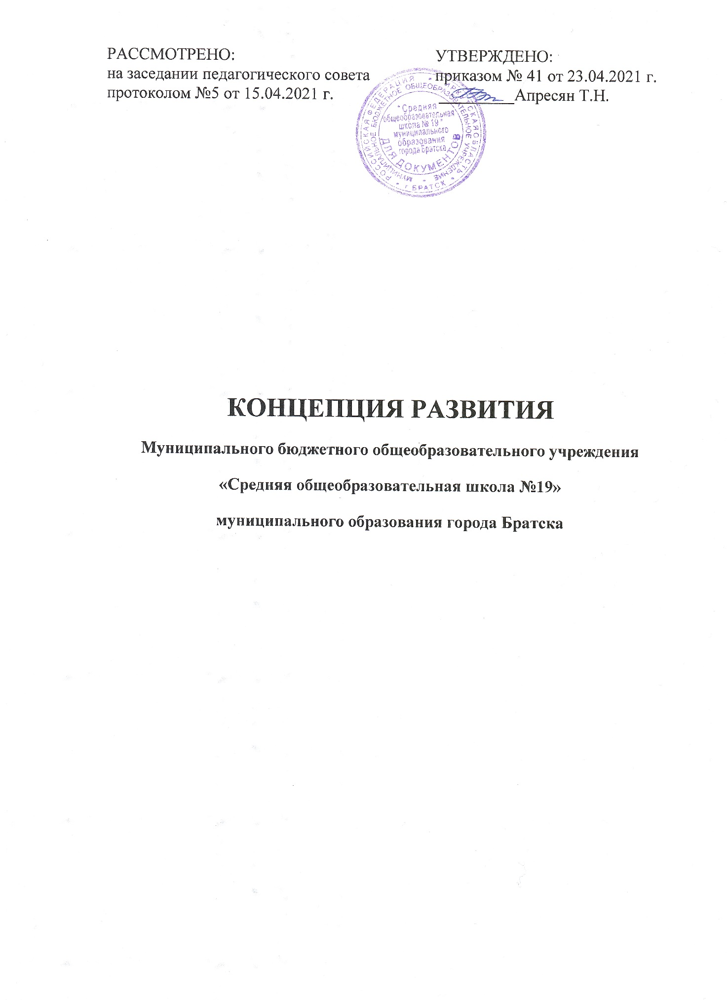 РАССМОТРЕНО:
на заседании педагогического совета
протоколом №5 от 15.04.2021 г.
УТВЕРЖДЕНО:
приказом № 41 от 23.04.2021 г.
_________Апресян Т.Н.
РОССИЙСКАЯ ФЕДЕРАЦИЯ • ИРКУТСКАЯ ОБЛАСТЬ • г БРАТСК •
МУНИЦИПАЛЬНОЕ БЮДЖЕТНОЕ ОБЩЕОБРАЗОВАТЕЛЬНОЕ УЧРЕЖДЕНИЕ
"Средняя
общеобразовательная
школа № 19"
муниципального
образования
города Братска
ДЛЯ ДОКУМЕНТОВ
КОНЦЕПЦИЯ РАЗВИТИЯ
Муниципального бюджетного общеобразовательного учреждения
«Средняя общеобразовательная школа №19»
муниципального образования города Братска